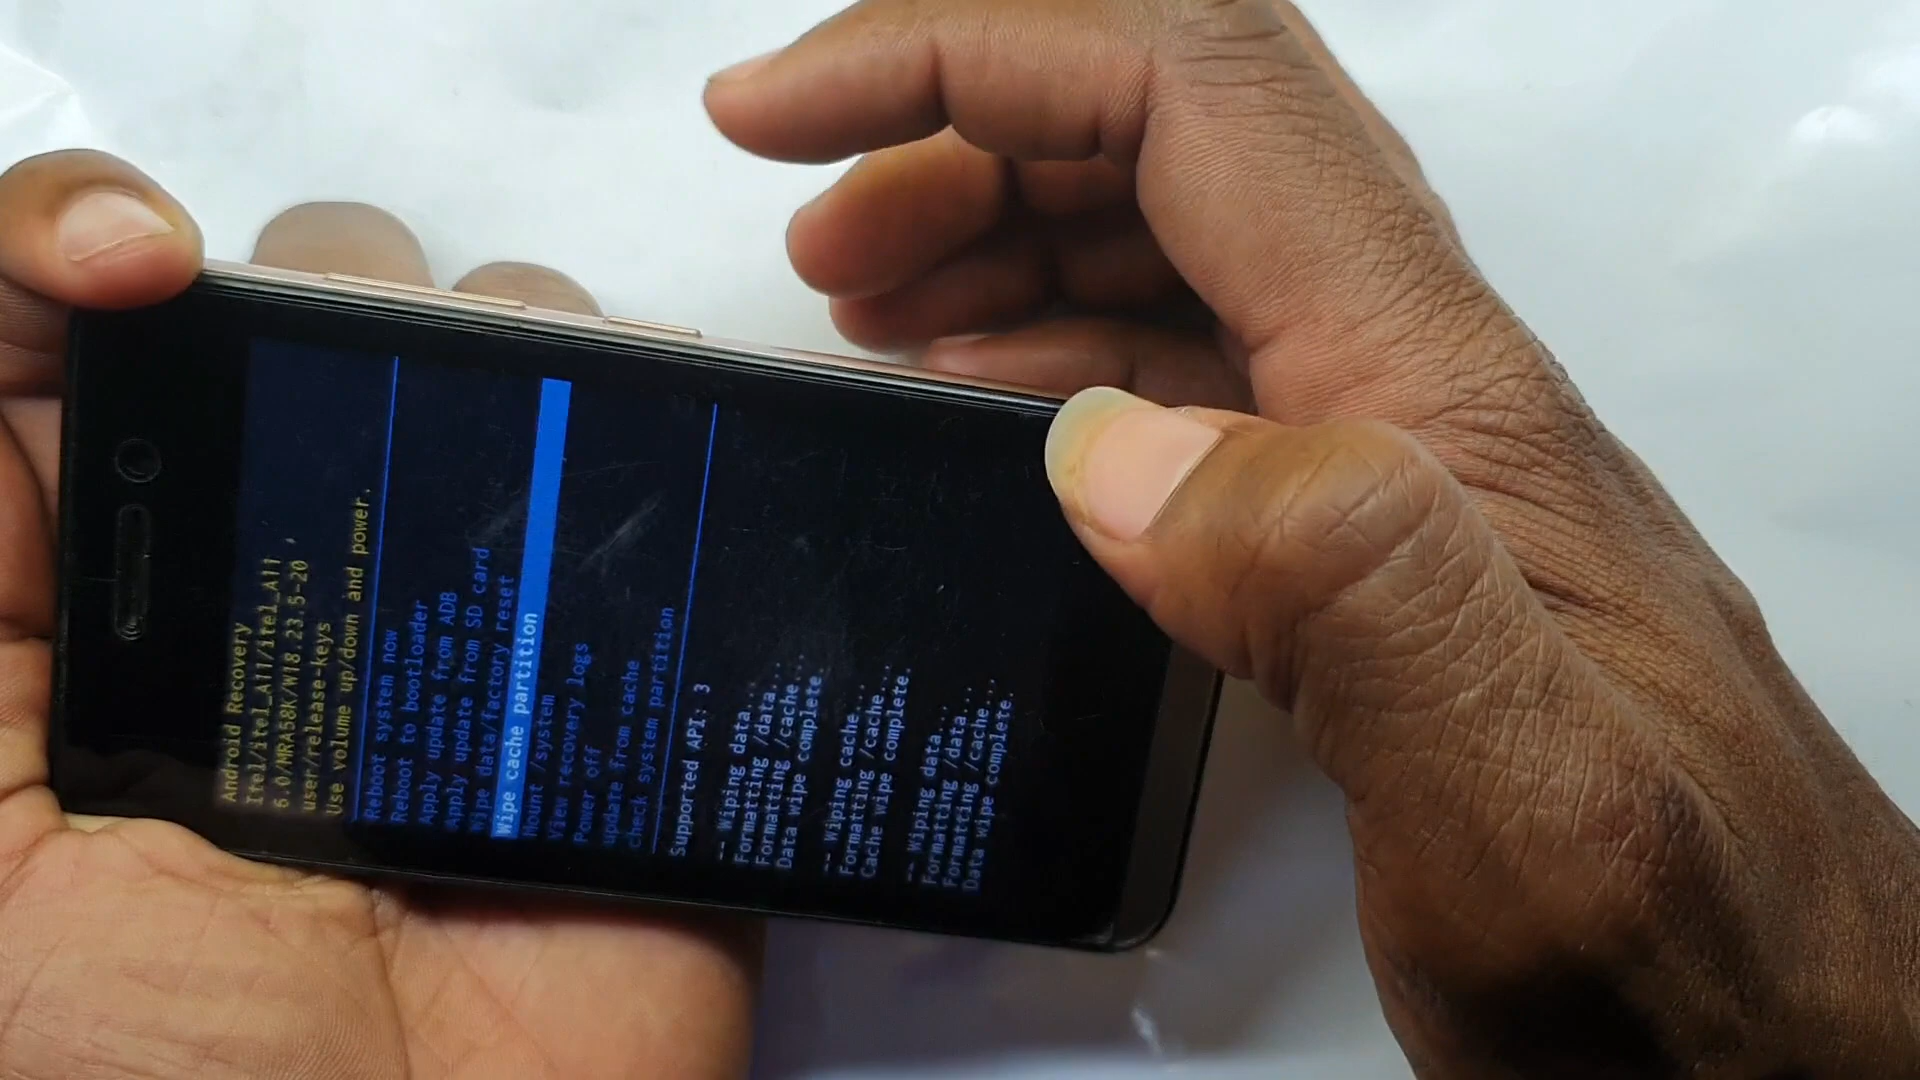 Android Recovery
Itel/itel_A11/itel_A11
6.0/MRA58K/W18.23.5-20
user/release-keys
Use volume up/down and power.
Reboot system now
Reboot to bootloader
Apply update from ADB
Apply update from SD card
Wipe data/factory reset
Wipe cache partition
Mount /system
View recovery logs
Power off
update from cache
check system partition
Supported API: 3
-- Wiping data...
Formatting /data...
Formatting /cache...
Data wipe complete.
-- Wiping cache...
Formatting /cache...
Cache wipe complete.
-- Wiping data...
Formatting /data...
Formatting /cache...
Data wipe complete.